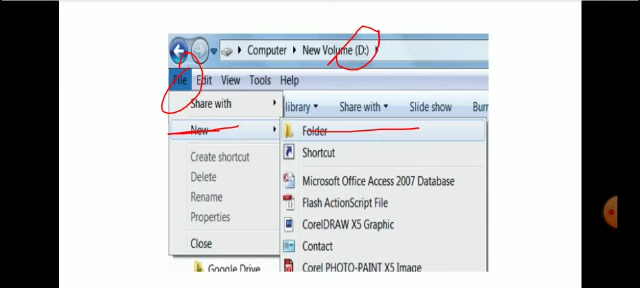 Computer New Volume (D:)
File Edit View Tools Help
Share with library Share with Slide show Burn
New Folder
Shortcut
Create shortcut
Delete Microsoft Office Access 2007 Database
Rename Flash ActionScript File
Properties CorelDRAW X5 Graphic
Close Contact
Google Drive Corel PHOTO-PAINT X5 Image